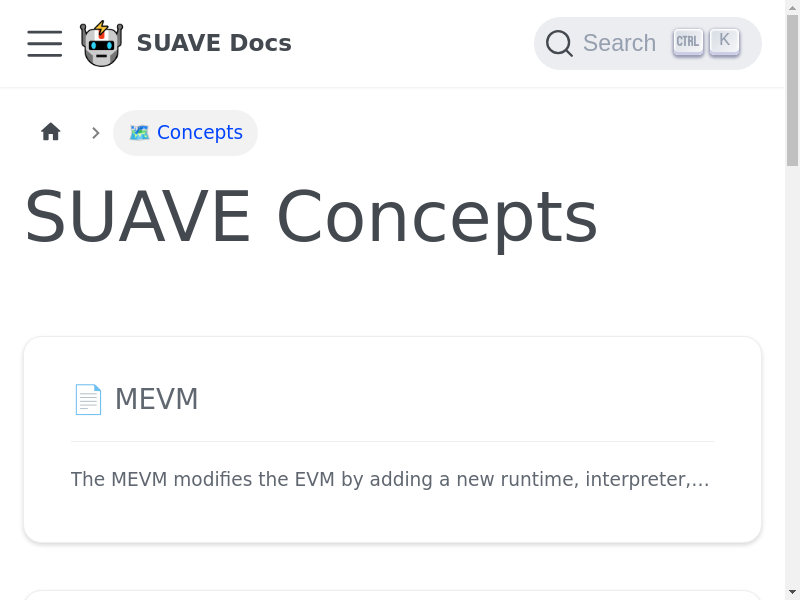 SUAVE Docs
Search CTRL K
Concepts
SUAVE Concepts
MEVM
The MEVM modifies the EVM by adding a new runtime, interpreter,...